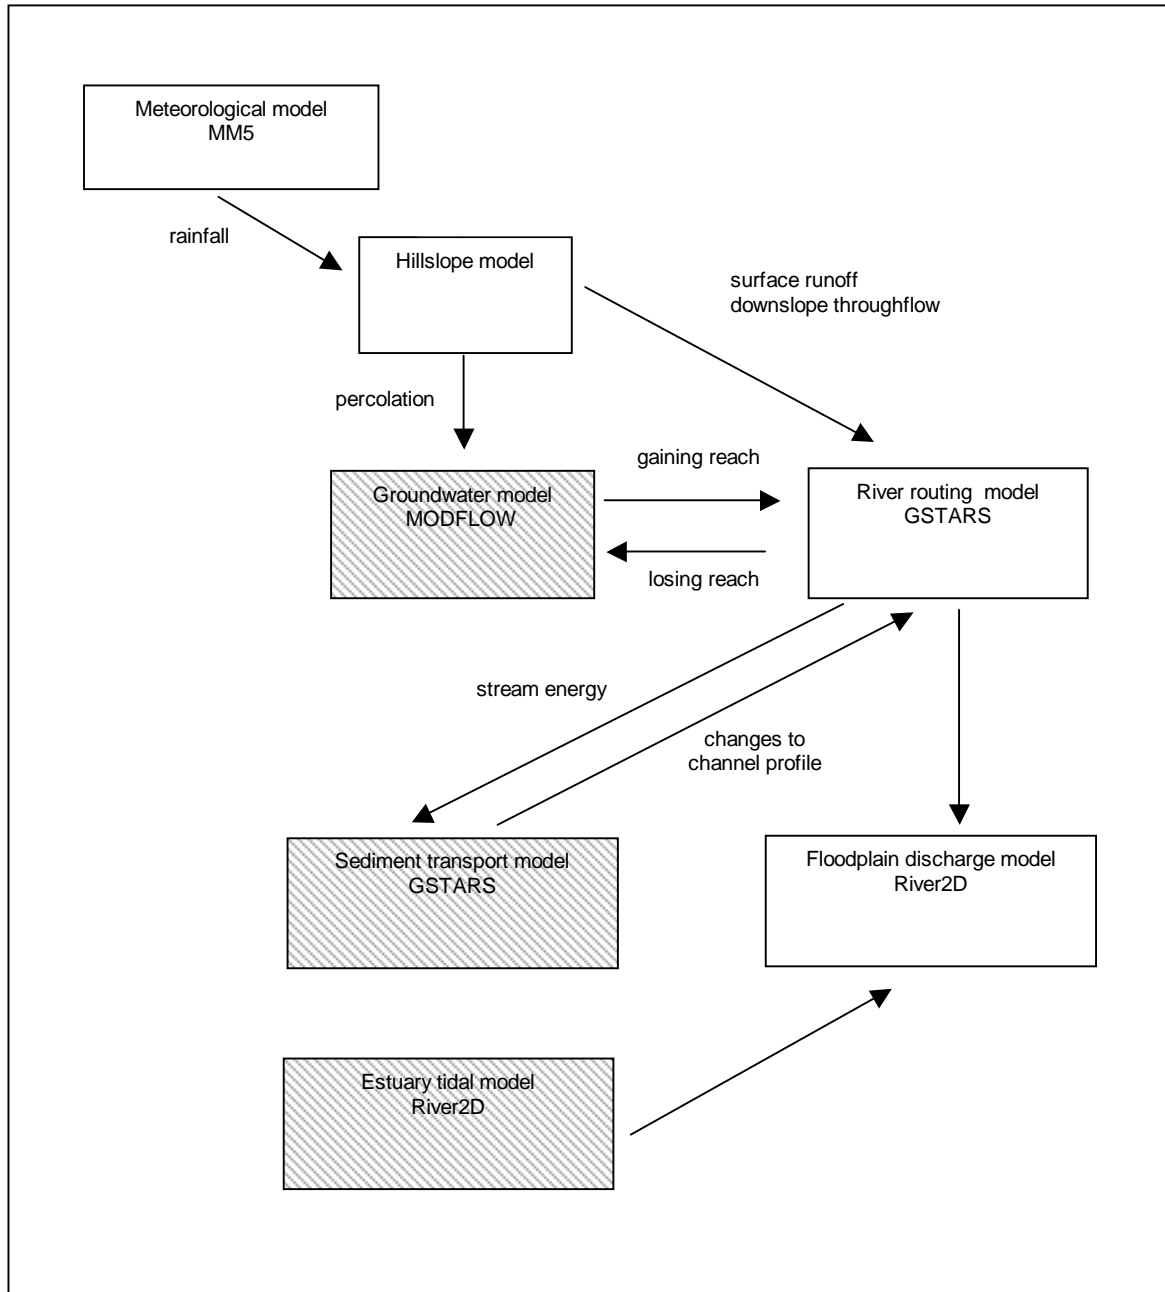 Meteorological model
MM5
rainfall
Hillslope model
surface runoff
downslope throughflow
percolation
gaining reach
Groundwater model
MODFLOW
River routing model
GSTARS
losing reach
stream energy
changes to
channel profile
Sediment transport model
GSTARS
Floodplain discharge model
River2D
Estuary tidal model
River2D